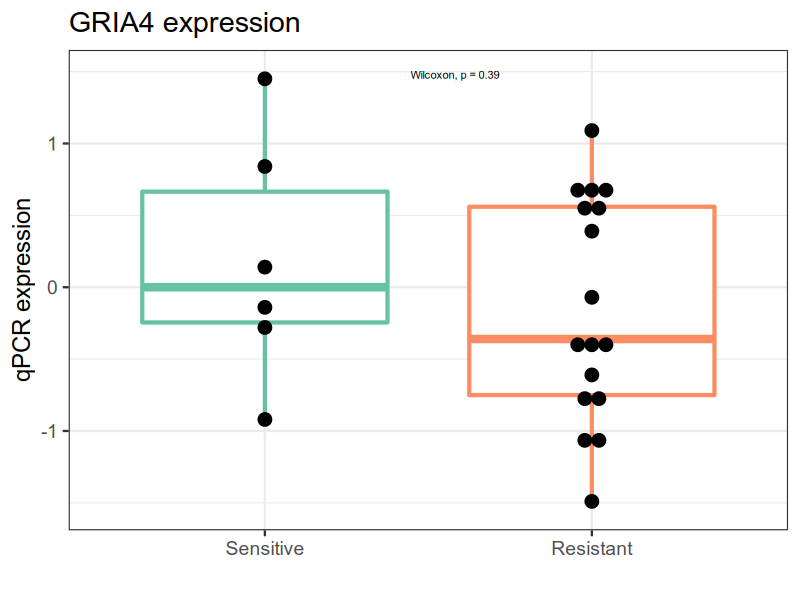 GRIA4 expression
Wilcoxon, p = 0.39
qPCR expression
1
0
-1
Sensitive
Resistant